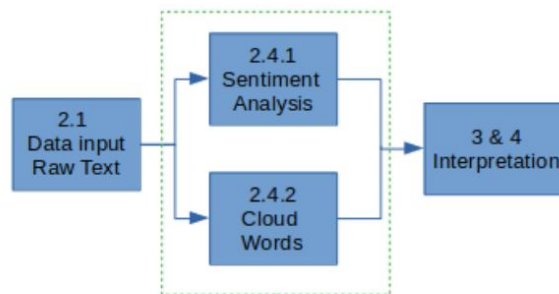 2.1
Data input
Raw Text
2.4.1
Sentiment
Analysis
2.4.2
Cloud
Words
3 & 4
Interpretation